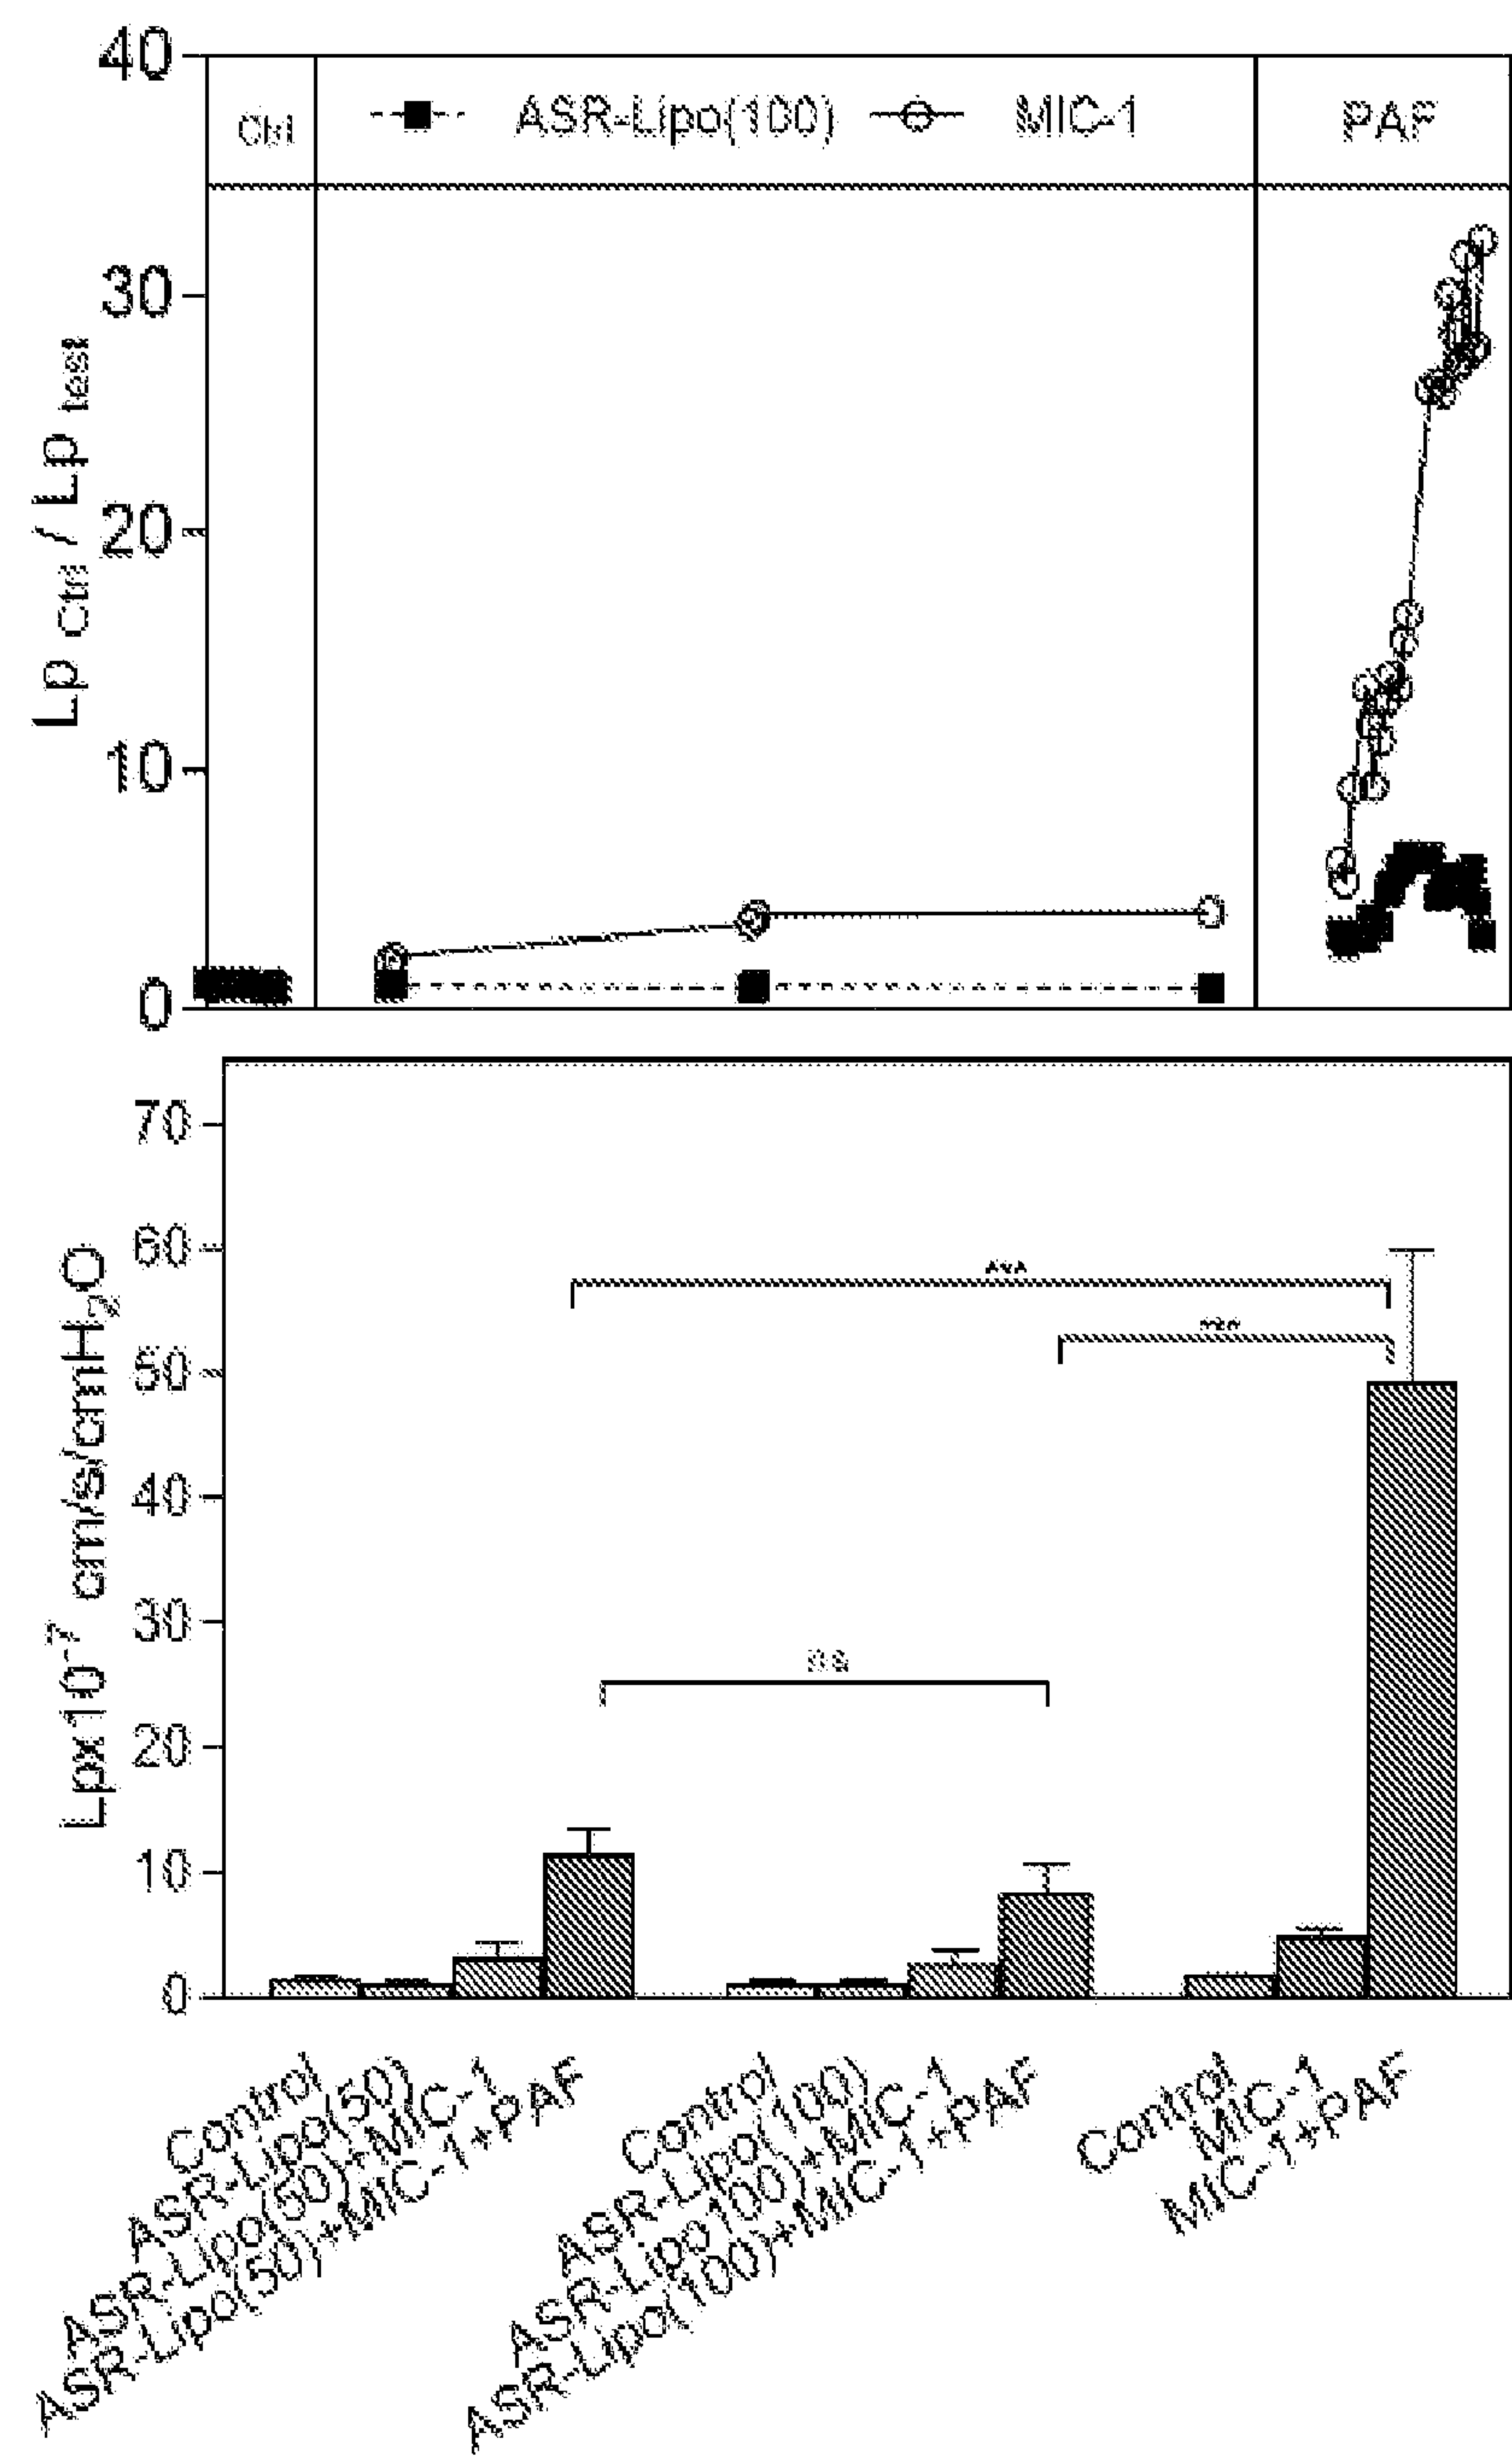 40
Ctrl
ASR-Lipo(100)
MIC-1
PAF
30
20
10
0
Lp Ctrl / Lp test
70
60
50
40
30
20
10
0
Lpx10⁻⁷ cm/s/cmH₂O
***
ns
Control
ASR-Lipo(50)
ASR-Lipo(50)+MIC-1
ASR-Lipo(50)+MIC-1+PAF
Control
ASR-Lipo(100)
ASR-Lipo100)+MIC-1
ASR-Lipo(100)+MIC-1+PAF
Control
MIC-1
MIC-1+PAF